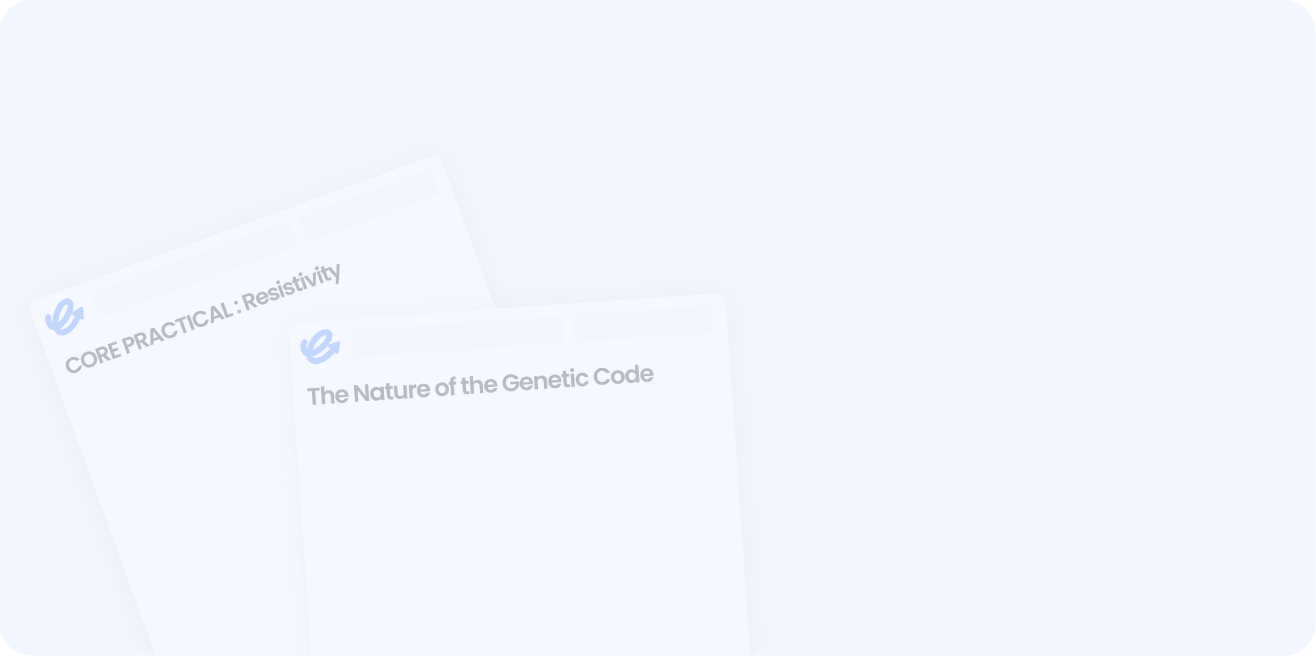 CORE PRACTICAL : Resistivity
The Nature of the Genetic Code